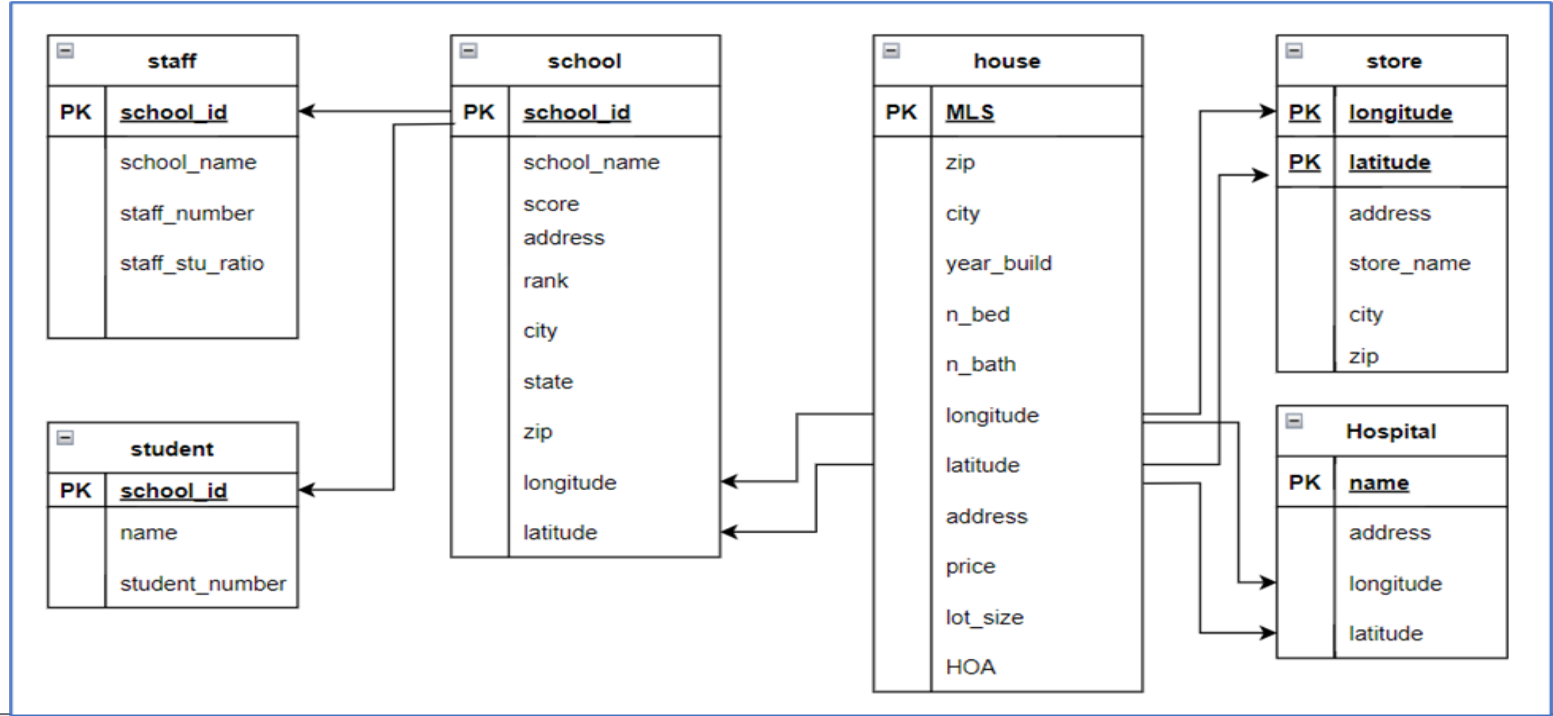 staff
PK school_id
school_name
staff_number
staff_stu_ratio
student
PK school_id
name
student_number
school
PK school_id
school_name
score
address
rank
city
state
zip
longitude
latitude
house
PK MLS
zip
city
year_build
n_bed
n_bath
longitude
latitude
address
price
lot_size
HOA
store
PK longitude
PK latitude
address
store_name
city
zip
Hospital
PK name
address
longitude
latitude